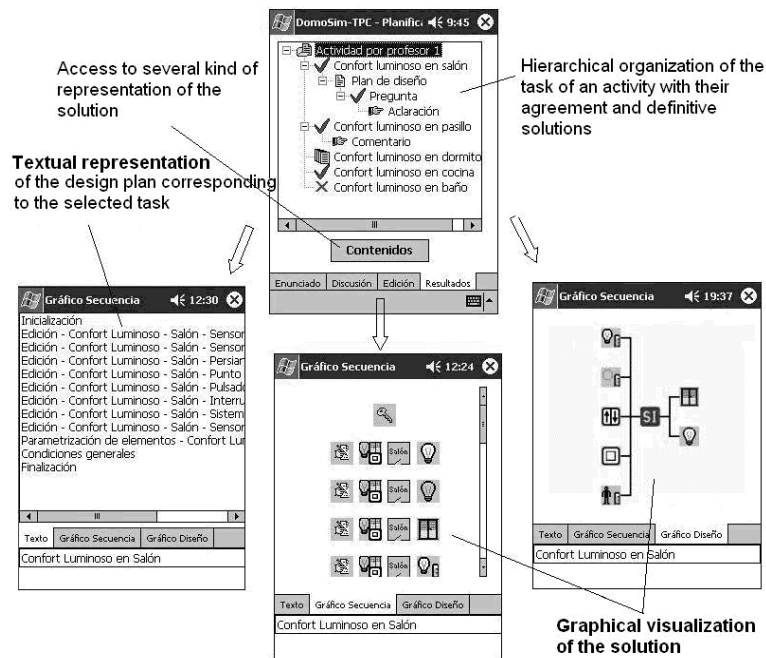 DomoSim-TPC - Planifica 9:45
Actividad por profesor 1
Confort luminoso en salón
Plan de diseño
Pregunta
Aclaración
Confort luminoso en pasillo
Comentario
Confort luminoso en dormito
Confort luminoso en cocina
Confort luminoso en baño
Contenidos
Enunciado Discusión Edición Resultados
Access to several kind of
representation of the
solution
Hierarchical organization of the
task of an activity with their
agreement and definitive
solutions
Textual representation
of the design plan corresponding
to the selected task
Gráfico Secuencia 12:30
Inicialización
Edición - Confort Luminoso - Salón - Sensor
Edición - Confort Luminoso - Salón - Sensor
Edición - Confort Luminoso - Salón - Persian
Edición - Confort Luminoso - Salón - Punto
Edición - Confort Luminoso - Salón - Pulsado
Edición - Confort Luminoso - Salón - Interru
Edición - Confort Luminoso - Salón - Sistem
Edición - Confort Luminoso - Salón - Sensor
Parametrización de elementos - Confort Lum
Condiciones generales
Finalización
Texto Gráfico Secuencia Gráfico Diseño
Confort Luminoso en Salón
Gráfico Secuencia 12:24
Salón
Salón
Salón
Salón
Texto Gráfico Secuencia Gráfico Diseño
Confort Luminoso en Salón
Gráfico Secuencia 19:37
SI
Texto Gráfico Secuencia Gráfico Diseño
Confort Luminoso en Salón
Graphical visualization
of the solution